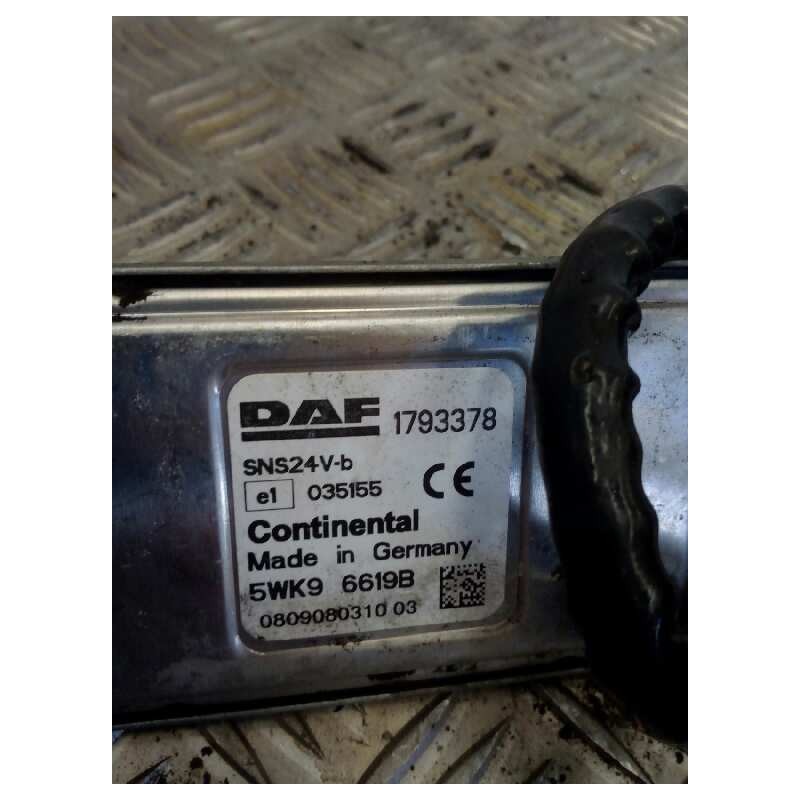 DAF 1793378
SNS24V-b
e1 035155 CE
Continental
Made in Germany
5WK9 6619B
0809080310 03